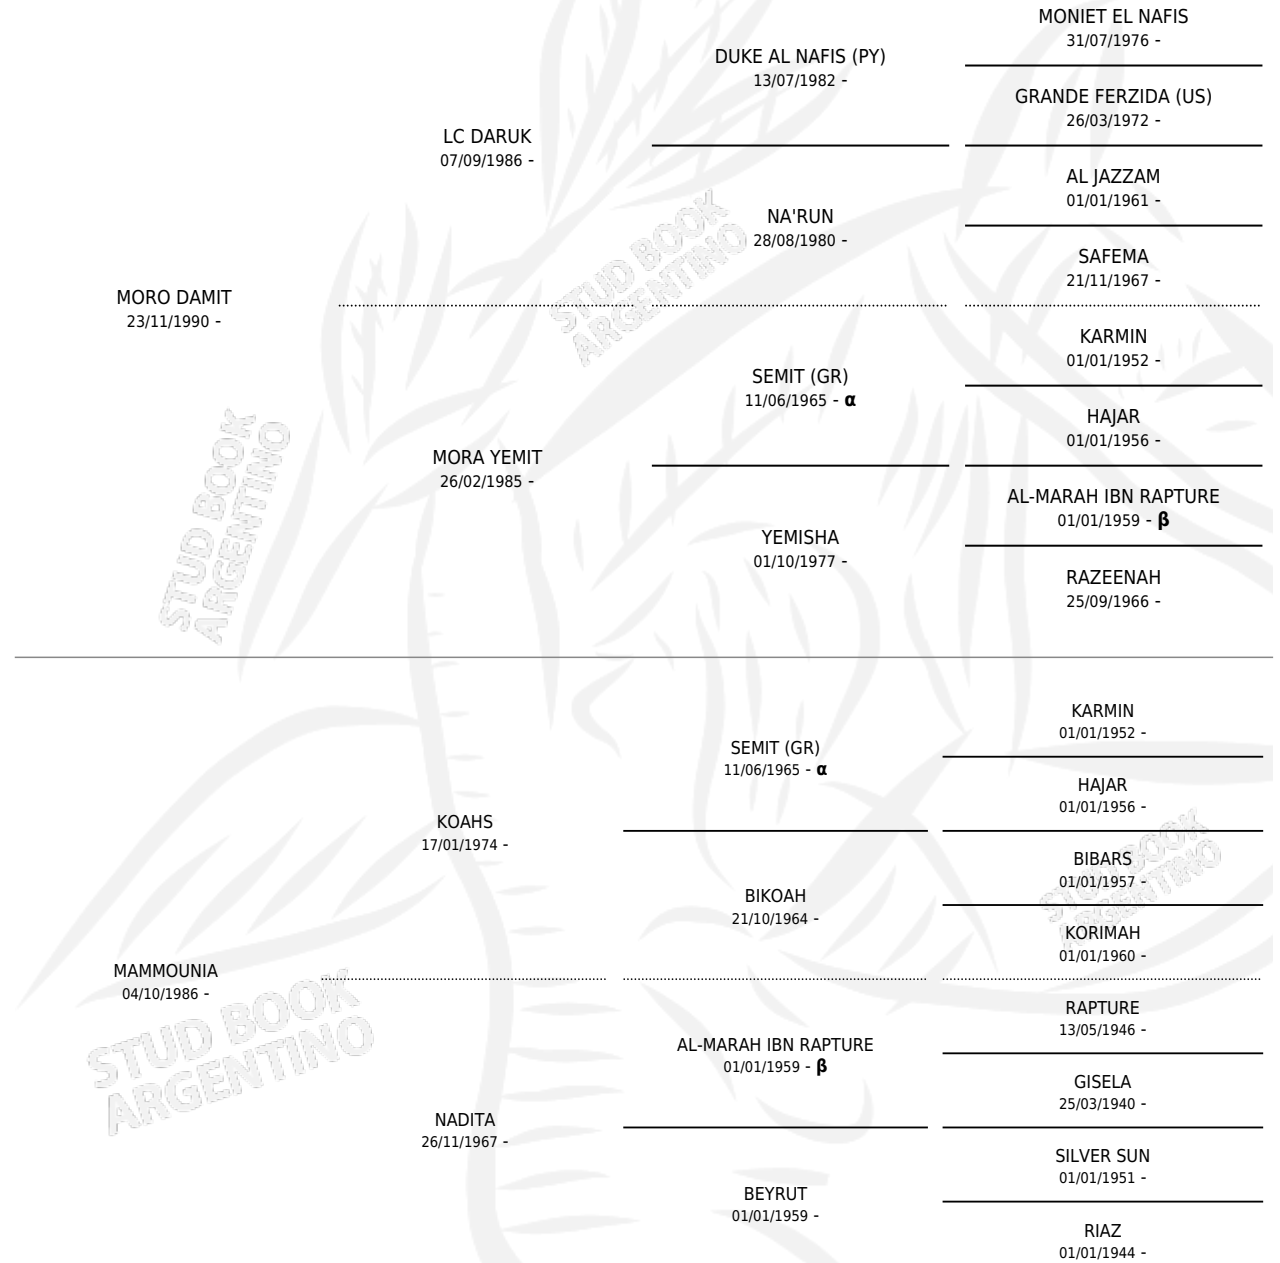 MORO DAMIT
23/11/1990 -
LC DARUK
07/09/1986 -
DUKE AL NAFIS (PY)
13/07/1982 -
MONIET EL NAFIS
31/07/1976 -
GRANDE FERZIDA (US)
26/03/1972 -
NA'RUN
28/08/1980 -
AL JAZZAM
01/01/1961 -
SAFEMA
21/11/1967 -
MORA YEMIT
26/02/1985 -
SEMIT (GR)
11/06/1965 - α
KARMIN
01/01/1952 -
HAJAR
01/01/1956 -
YEMISHA
01/10/1977 -
AL-MARAH IBN RAPTURE
01/01/1959 - β
RAZEENAH
25/09/1966 -
MAMMOUNIA
04/10/1986 -
KOAHS
17/01/1974 -
SEMIT (GR)
11/06/1965 - α
KARMIN
01/01/1952 -
HAJAR
01/01/1956 -
BIKOAH
21/10/1964 -
BIBARS
01/01/1957 -
KORIMAH
01/01/1960 -
NADITA
26/11/1967 -
AL-MARAH IBN RAPTURE
01/01/1959 - β
RAPTURE
13/05/1946 -
GISELA
25/03/1940 -
BEYRUT
01/01/1959 -
SILVER SUN
01/01/1951 -
RIAZ
01/01/1944 -
STUD BOOK
ARGENTINO
STUD BOOK
ARGENTINO
STUD BOOK
ARGENTINO
STUD BOOK
ARGENTINO